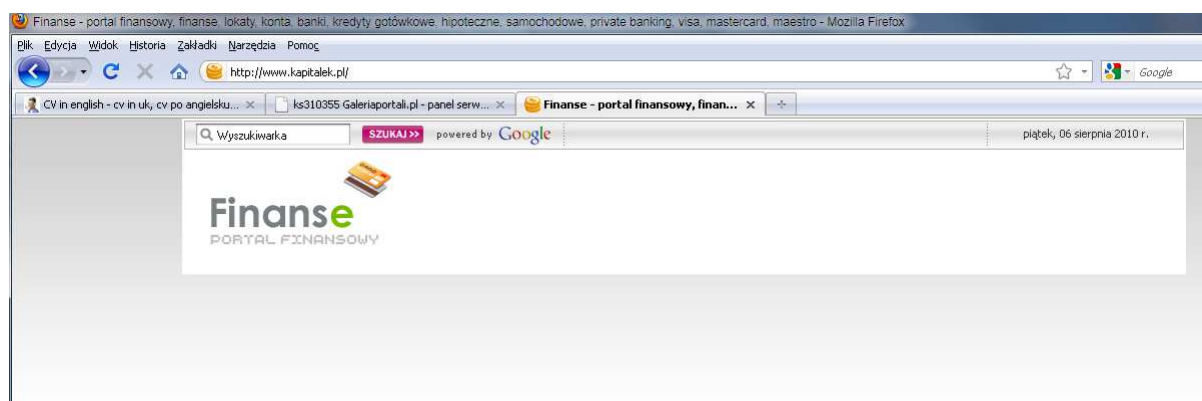 Finanse - portal finansowy, finanse, lokaty, konta, banki, kredyty gotówkowe, hipoteczne, samochodowe, private banking, visa, mastercard, maestro - Mozilla Firefox
Plik Edycja Widok Historia Zakładki Narzędzia Pomoc
http://www.kapitalek.pl/ Google
CV in english - cv in uk, cv po angielsku... ks310355 Galeriaportali.pl - panel serw... Finanse - portal finansowy, finan...
Wyszukiwarka SZUKAJ >> powered by Google piątek, 06 sierpnia 2010 r.
Finanse
PORTAL FINANSOWY